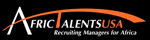 AFRICTALENTSUSA
Recruiting Managers for Africa